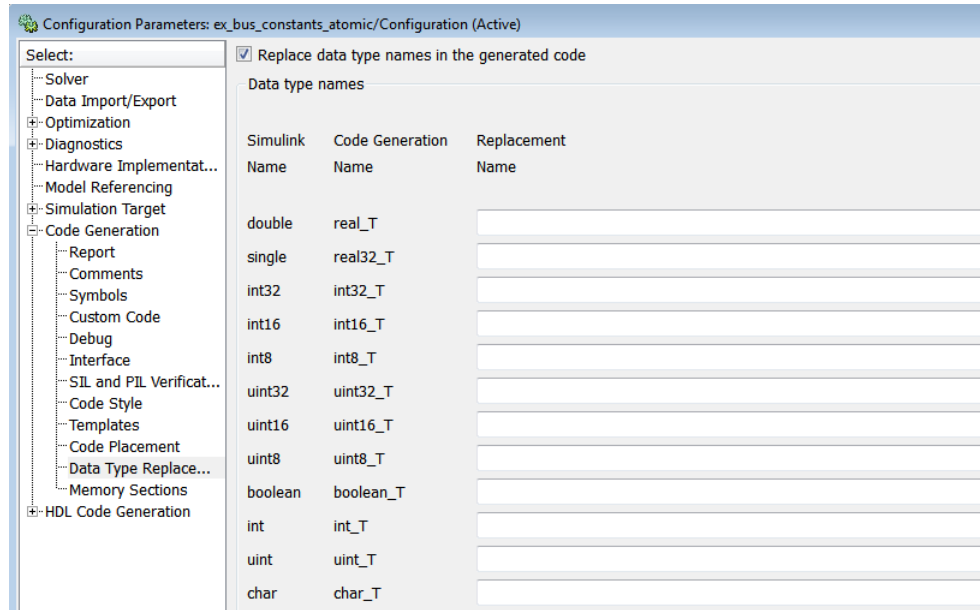 Configuration Parameters: ex_bus_constants_atomic/Configuration (Active)
Select:
Solver
Data Import/Export
Optimization
Diagnostics
Hardware Implementat...
Model Referencing
Simulation Target
Code Generation
Report
Comments
Symbols
Custom Code
Debug
Interface
SIL and PIL Verificat...
Code Style
Templates
Code Placement
Data Type Replace...
Memory Sections
HDL Code Generation
Replace data type names in the generated code
Data type names
Simulink Code Generation Replacement
Name Name Name
double real_T
single real32_T
int32 int32_T
int16 int16_T
int8 int8_T
uint32 uint32_T
uint16 uint16_T
uint8 uint8_T
boolean boolean_T
int int_T
uint uint_T
char char_T